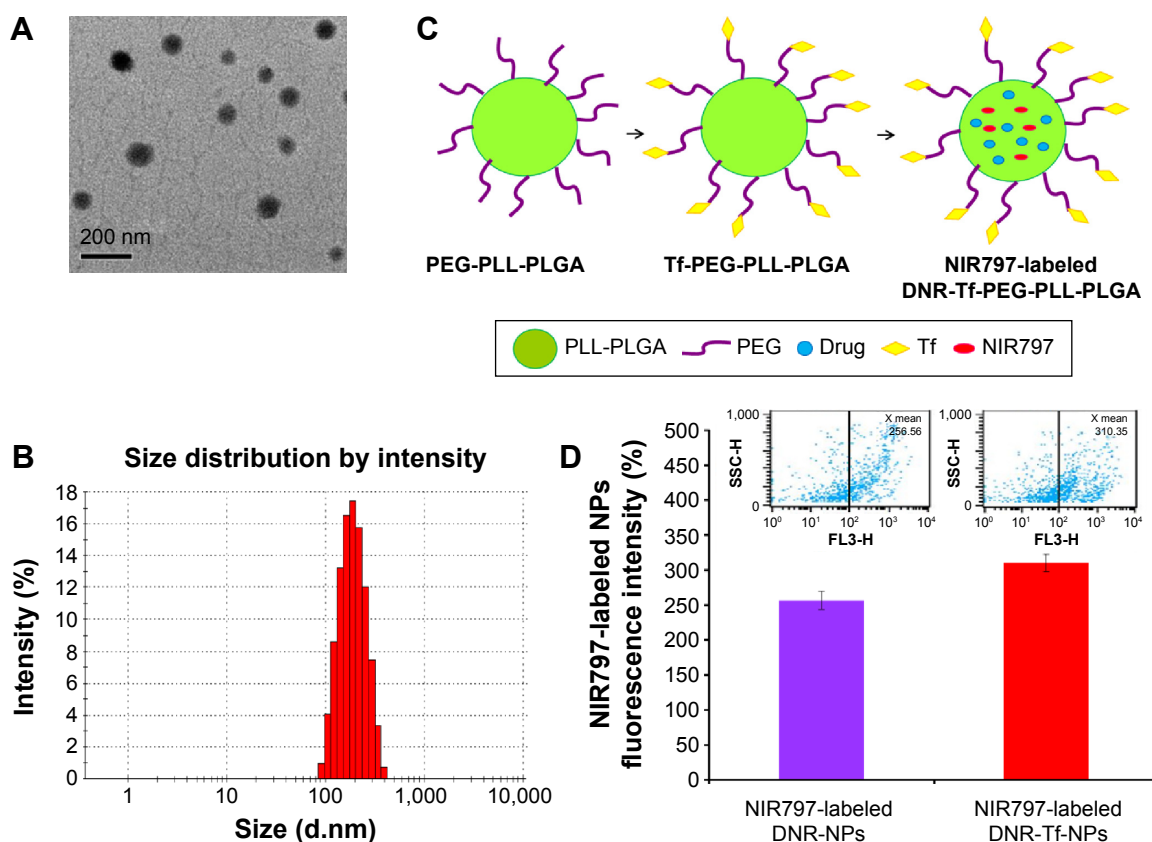 A
200 nm
C
PEG-PLL-PLGA
Tf-PEG-PLL-PLGA
NIR797-labeled
DNR-Tf-PEG-PLL-PLGA
PLL-PLGA PEG Drug Tf NIR797
B
Size distribution by intensity
Intensity (%)
18
16
14
12
10
8
6
4
2
0
1 10 100 1,000 10,000
Size (d.nm)
D
NIR797-labeled NPs
fluorescence intensity (%)
500
450
400
350
300
250
200
150
100
50
0
1,000
SSC-H
0
X mean
256.56
10⁰ 10¹ 10² 10³ 10⁴
FL3-H
1,000
SSC-H
0
X mean
310.35
10⁰ 10¹ 10² 10³ 10⁴
FL3-H
NIR797-labeled
DNR-NPs
NIR797-labeled
DNR-Tf-NPs